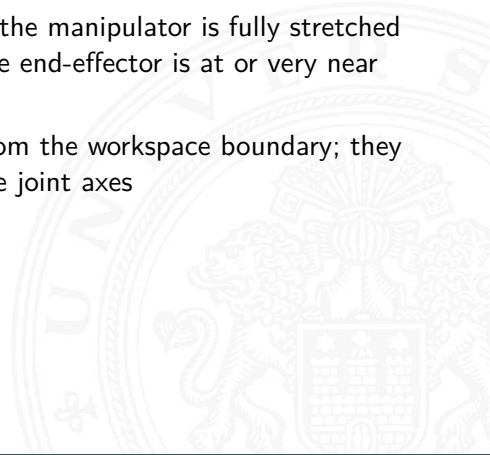 the manipulator is fully stretched
e end-effector is at or very near
om the workspace boundary; they
e joint axes
U N V E R S